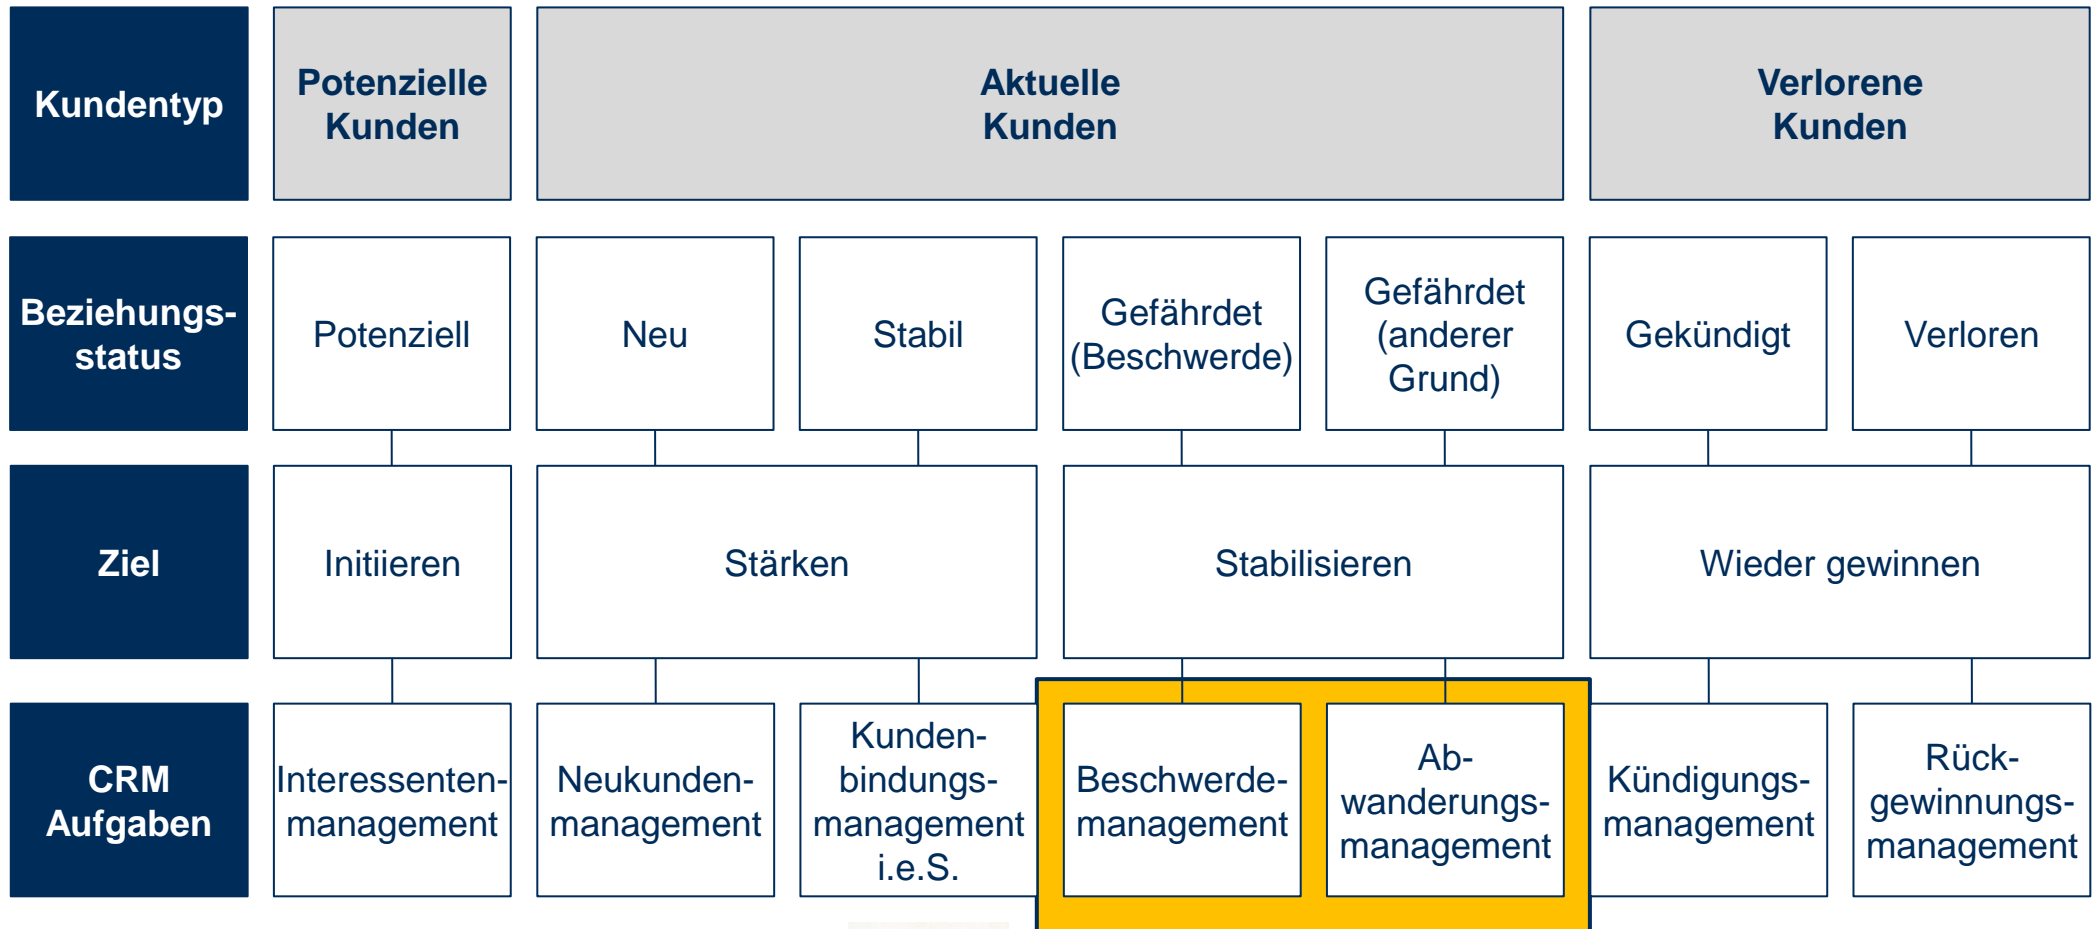 Kundentyp
Potenzielle
Kunden
Aktuelle
Kunden
Verlorene
Kunden
Beziehungs-
status
Potenziell
Neu
Stabil
Gefährdet
(Beschwerde)
Gefährdet
(anderer
Grund)
Gekündigt
Verloren
Ziel
Initiieren
Stärken
Stabilisieren
Wieder gewinnen
CRM
Aufgaben
Interessenten-
management
Neukunden-
management
Kunden-
bindungs-
management
i.e.S.
Beschwerde-
management
Ab-
wanderungs-
management
Kündigungs-
management
Rück-
gewinnungs-
management